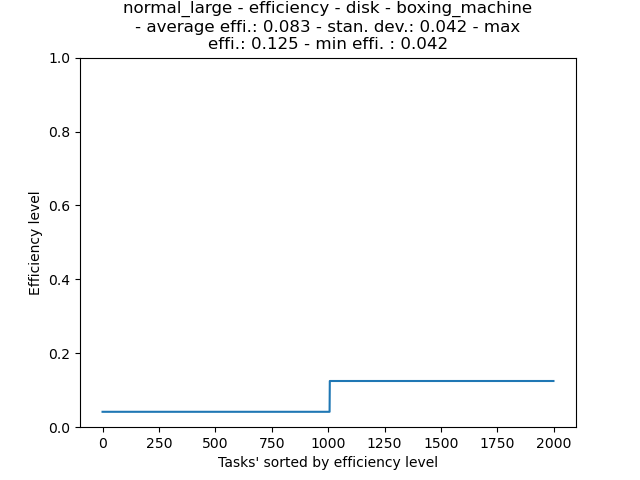 normal_large - efficiency - disk - boxing_machine
- average effi.: 0.083 - stan. dev.: 0.042 - max
effi.: 0.125 - min effi. : 0.042
1.0
0.8
0.6
0.4
0.2
0.0
Efficiency level
0 250 500 750 1000 1250 1500 1750 2000
Tasks' sorted by efficiency level